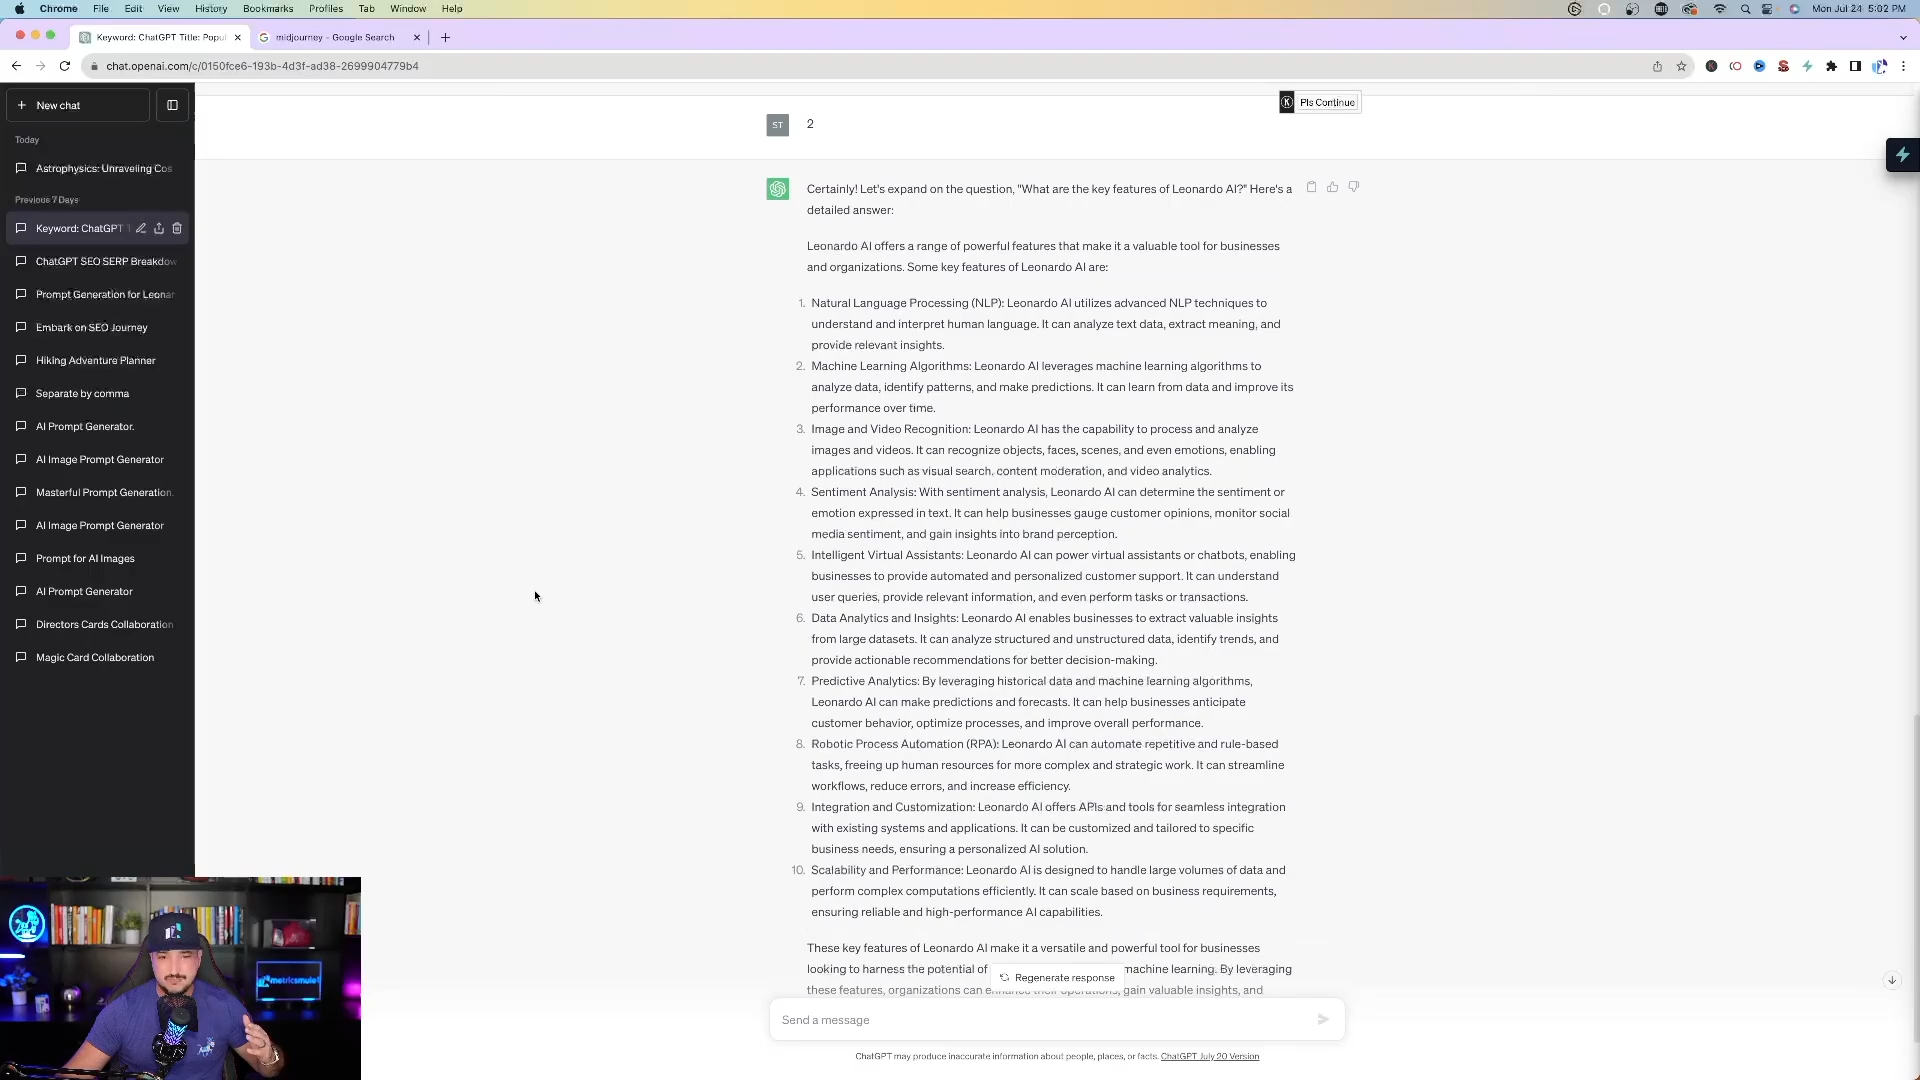 Chrome File Edit View History Bookmarks Profiles Tab Window Help Mon Jul 24 5:02 PM
Keyword: ChatGPT Title: Popul midjourney - Google Search
chat.openai.com/c/0150fce6-193b-4d3f-ad38-2699904779b4
New chat
Today
Astrophysics: Unraveling Cos
Previous 7 Days
Keyword: ChatGPT T
ChatGPT SEO SERP Breakdow
Prompt Generation for Leonar
Embark on SEO Journey
Hiking Adventure Planner
Separate by comma
AI Prompt Generator.
AI Image Prompt Generator
Masterful Prompt Generation.
AI Image Prompt Generator
Prompt for AI Images
AI Prompt Generator
Directors Cards Collaboration
Magic Card Collaboration
K Pls Continue
ST 2
Certainly! Let's expand on the question, "What are the key features of Leonardo AI?" Here's a
detailed answer:
Leonardo AI offers a range of powerful features that make it a valuable tool for businesses
and organizations. Some key features of Leonardo AI are:
1. Natural Language Processing (NLP): Leonardo AI utilizes advanced NLP techniques to
understand and interpret human language. It can analyze text data, extract meaning, and
provide relevant insights.
2. Machine Learning Algorithms: Leonardo AI leverages machine learning algorithms to
analyze data, identify patterns, and make predictions. It can learn from data and improve its
performance over time.
3. Image and Video Recognition: Leonardo AI has the capability to process and analyze
images and videos. It can recognize objects, faces, scenes, and even emotions, enabling
applications such as visual search, content moderation, and video analytics.
4. Sentiment Analysis: With sentiment analysis, Leonardo AI can determine the sentiment or
emotion expressed in text. It can help businesses gauge customer opinions, monitor social
media sentiment, and gain insights into brand perception.
5. Intelligent Virtual Assistants: Leonardo AI can power virtual assistants or chatbots, enabling
businesses to provide automated and personalized customer support. It can understand
user queries, provide relevant information, and even perform tasks or transactions.
6. Data Analytics and Insights: Leonardo AI enables businesses to extract valuable insights
from large datasets. It can analyze structured and unstructured data, identify trends, and
provide actionable recommendations for better decision-making.
7. Predictive Analytics: By leveraging historical data and machine learning algorithms,
Leonardo AI can make predictions and forecasts. It can help businesses anticipate
customer behavior, optimize processes, and improve overall performance.
8. Robotic Process Automation (RPA): Leonardo AI can automate repetitive and rule-based
tasks, freeing up human resources for more complex and strategic work. It can streamline
workflows, reduce errors, and increase efficiency.
9. Integration and Customization: Leonardo AI offers APIs and tools for seamless integration
with existing systems and applications. It can be customized and tailored to specific
business needs, ensuring a personalized AI solution.
10. Scalability and Performance: Leonardo AI is designed to handle large volumes of data and
perform complex computations efficiently. It can scale based on business requirements,
ensuring reliable and high-performance AI capabilities.
These key features of Leonardo AI make it a versatile and powerful tool for businesses
looking to harness the potential of machine learning. By leveraging
Regenerate response
these features, organizations can enhance their operations, gain valuable insights, and
Send a message
ChatGPT may produce inaccurate information about people, places, or facts. ChatGPT July 20 Version
metricsmule